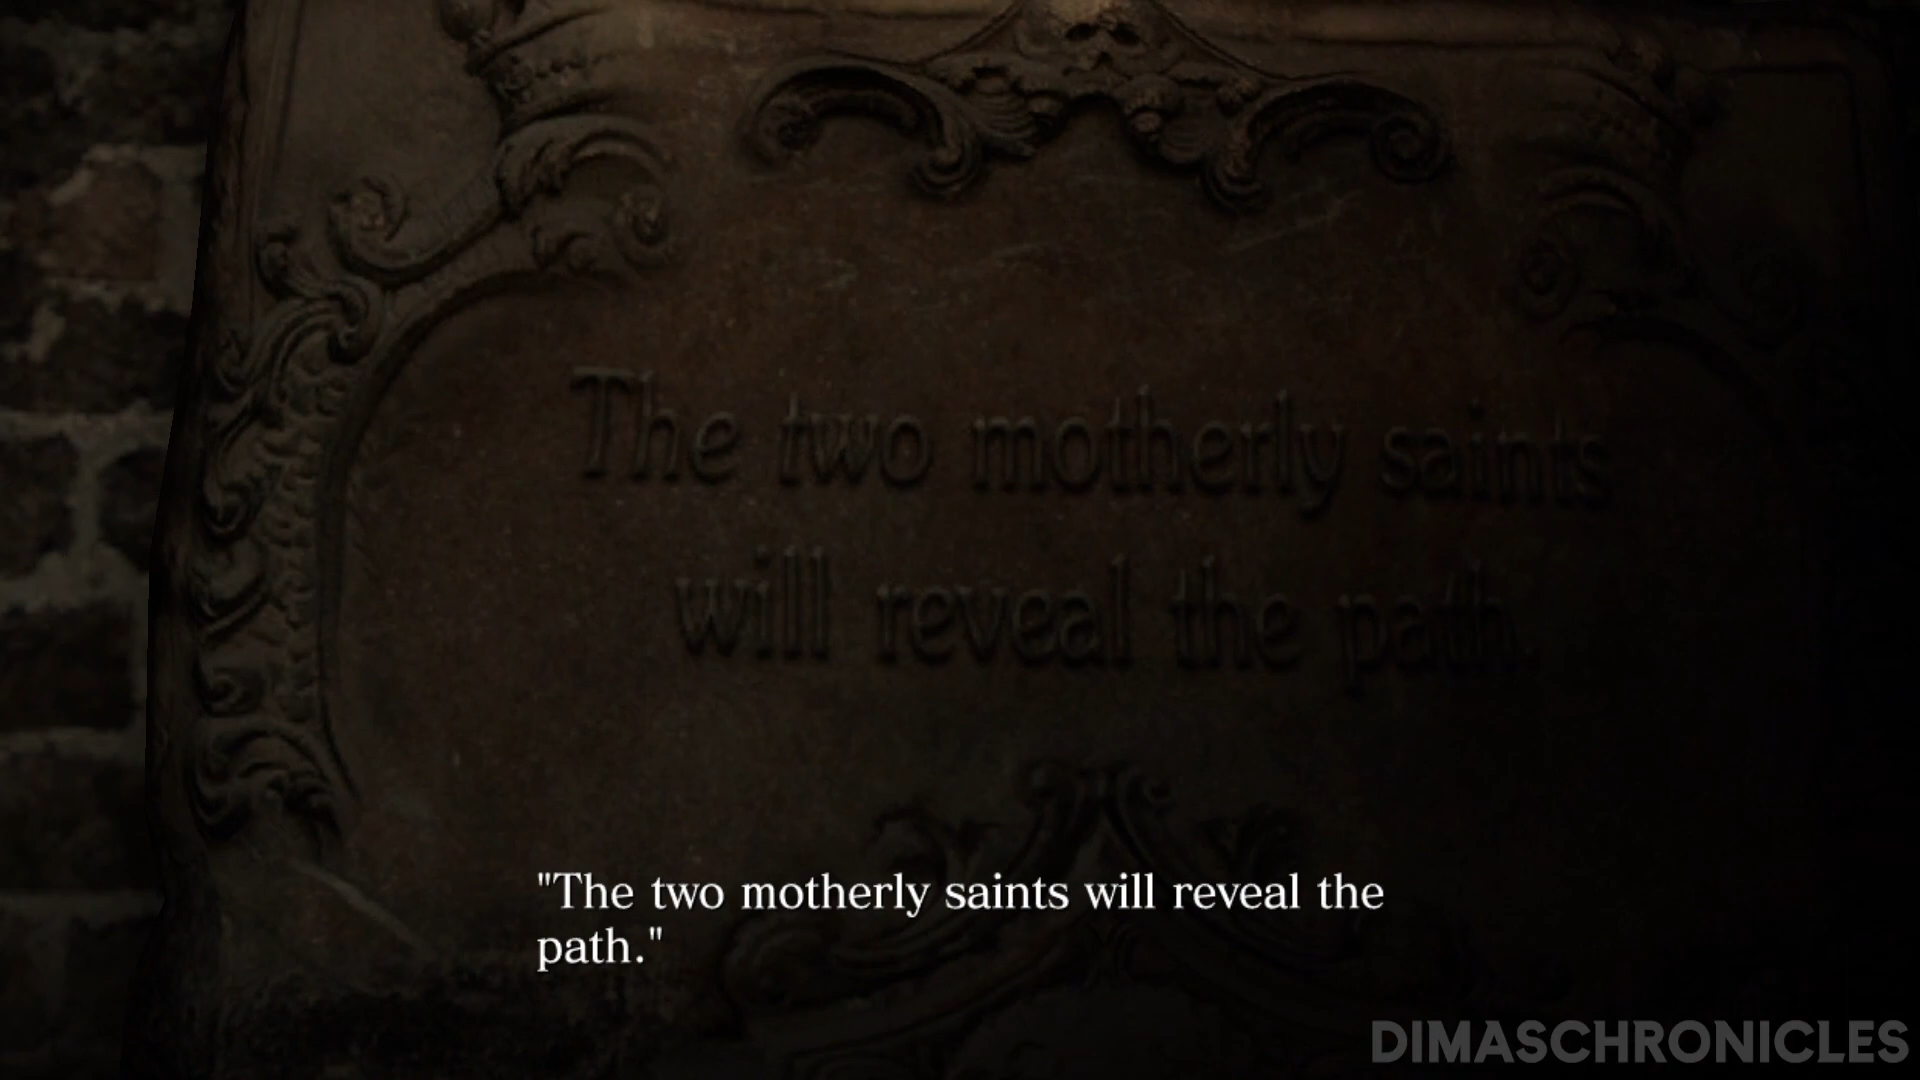 The two motherly saints
will reveal the path.
"The two motherly saints will reveal the
path."
DIMASCHRONICLES